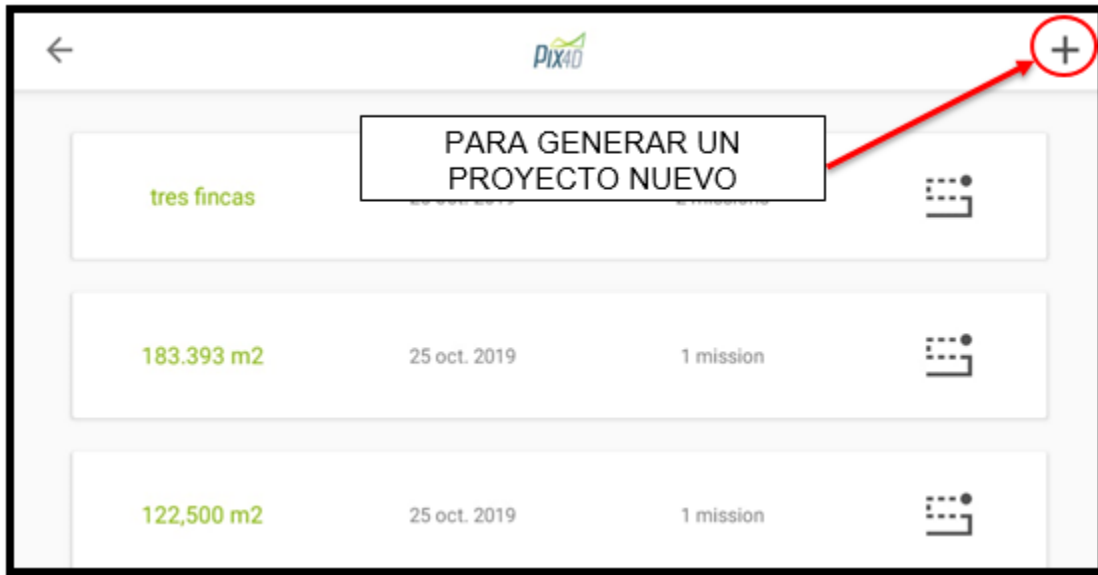 PIX4D
PARA GENERAR UN
PROYECTO NUEVO
tres fincas
183.393 m2 25 oct. 2019 1 mission
122,500 m2 25 oct. 2019 1 mission